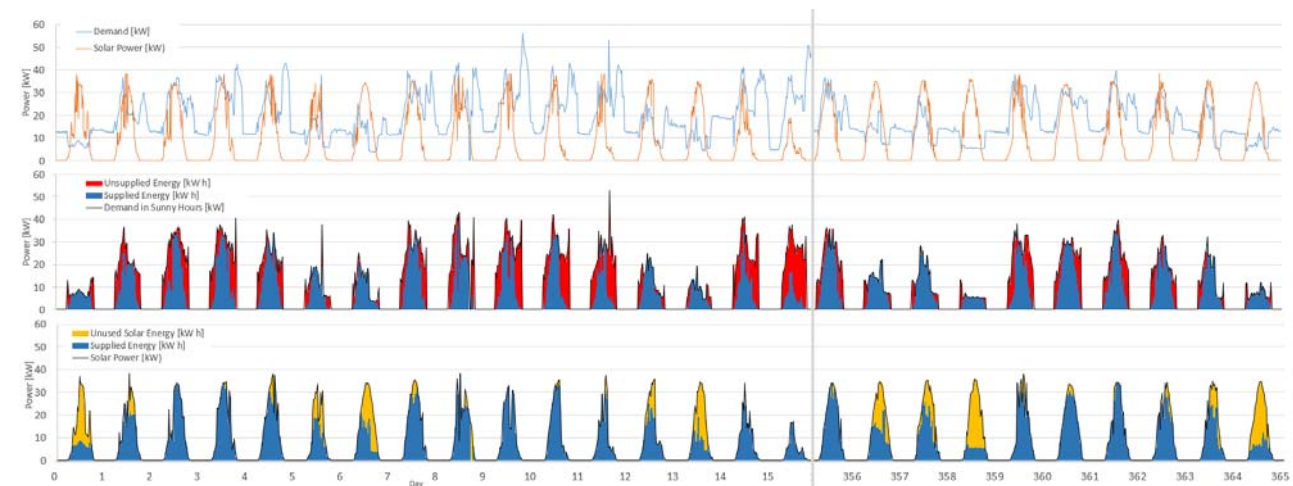 60
50
40
30
20
10
0
Power [kW]
Demand [kW]
Solar Power [kW)
60
50
40
30
20
10
0
Power [kW]
Unsupplied Energy [kW h]
Supplied Energy [kW h]
Demand in Sunny Hours [kW]
60
50
40
30
20
10
0
Power [kW]
Unused Solar Energy [kW h]
Supplied Energy [kW h]
Solar Power [kW)
0 1 2 3 4 5 6 7 8 9 10 11 12 13 14 15 356 357 358 359 360 361 362 363 364 365
Day